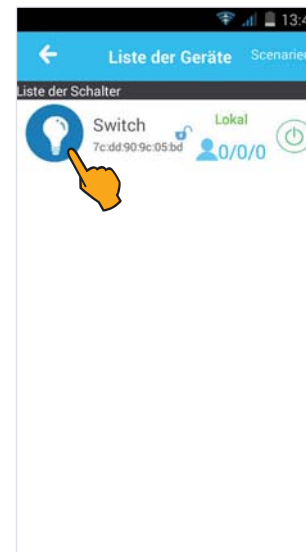 13:4
Liste der Geräte Scenarien
Liste der Schalter
Switch Lokal
7c:dd:90:9c:05:bd 0/0/0